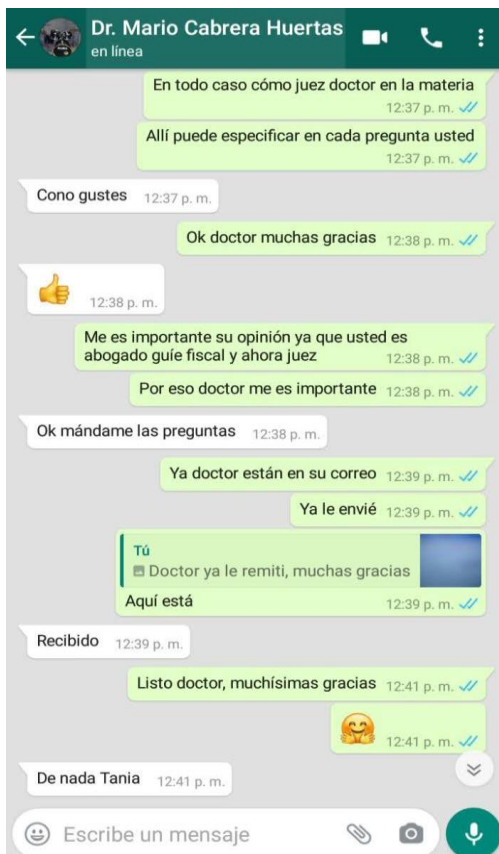 Dr. Mario Cabrera Huertas
en línea
En todo caso cómo juez doctor en la materia
12:37 p. m.
Allí puede especificar en cada pregunta usted
12:37 p. m.
Cono gustes 12:37 p. m.
Ok doctor muchas gracias 12:38 p. m.
12:38 p. m.
Me es importante su opinión ya que usted es
abogado guíe fiscal y ahora juez 12:38 p. m.
Por eso doctor me es importante 12:38 p. m.
Ok mándame las preguntas 12:38 p. m.
Ya doctor están en su correo 12:39 p. m.
Ya le envié 12:39 p. m.
Tú
Doctor ya le remiti, muchas gracias
Aquí está 12:39 p. m.
Recibido 12:39 p. m.
Listo doctor, muchísimas gracias 12:41 p. m.
12:41 p. m.
De nada Tania 12:41 p. m.
Escribe un mensaje